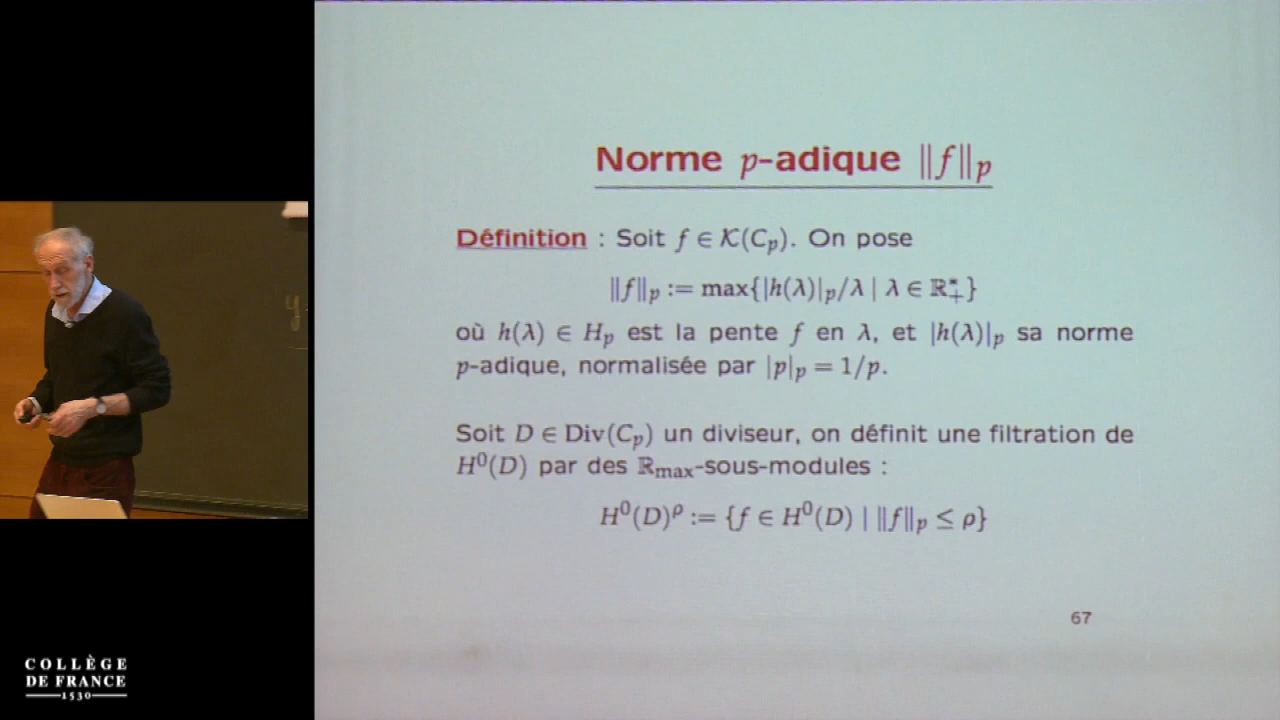 Norme p-adique ‖f‖ₚ
Définition : Soit f ∈ 𝒦(Cₚ). On pose
‖f‖ₚ := max{|h(λ)|ₚ/λ | λ ∈ ℝ₊*}
où h(λ) ∈ Hₚ est la pente f en λ, et |h(λ)|ₚ sa norme
p-adique, normalisée par |p|ₚ = 1/p.
Soit D ∈ Div(Cₚ) un diviseur, on définit une filtration de
H⁰(D) par des ℝmax-sous-modules :
H⁰(D)ᵖ := {f ∈ H⁰(D) | ‖f‖ₚ ≤ ρ}
67
COLLÈGE
DE FRANCE
1530